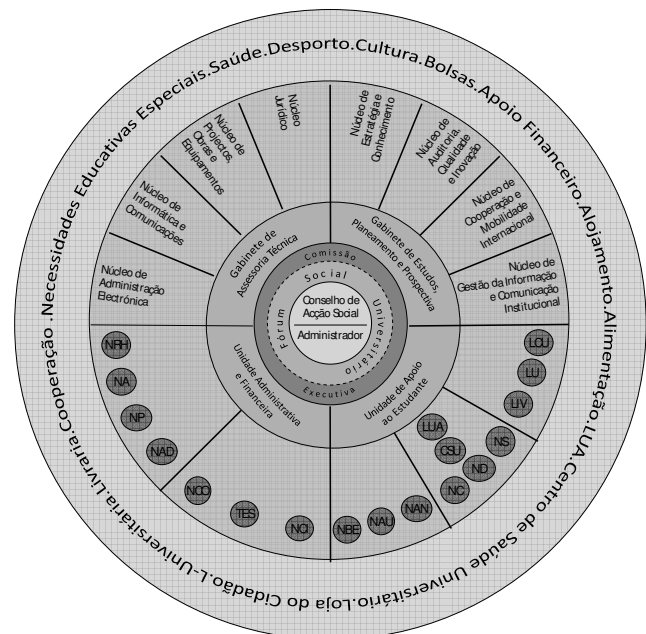 .Necessidades Educativas Especiais.Saúde.Desporto.Cultura.Bolsas.Apoio Financeiro.Alojamento.Alimentação.LUA.Centro de Saúde Universitário.Loja do Cidadão.L-Universitária.Livraria.Cooperação
Núcleo
Jurídico
Núcleo de
Projectos,
Obras e
Equipamentos
Núcleo de
Informática e
Comunicações
Núcleo de
Administração
Electrónica
Núcleo de
Estratégia e
Conhecimento
Núcleo de
Auditoria,
Qualidade
e Inovação
Núcleo de
Cooperação e
Mobilidade
Internacional
Núcleo de
Gestão da Informação
e Comunicação
Institucional
Gabinete de
Assessoria Técnica
Gabinete de Estudos,
Planeamento e Prospectiva
Comissão
Executiva
Fórum Social Universitário
Conselho de
Acção Social
Administrador
Unidade Administrativa
e Financeira
Unidade de Apoio
ao Estudante
NRH
NA
NP
NAD
NCO
TES
NCI
NBE
NAU
NAN
NC
ND
NS
CSU
LUA
LIV
LU
LCU